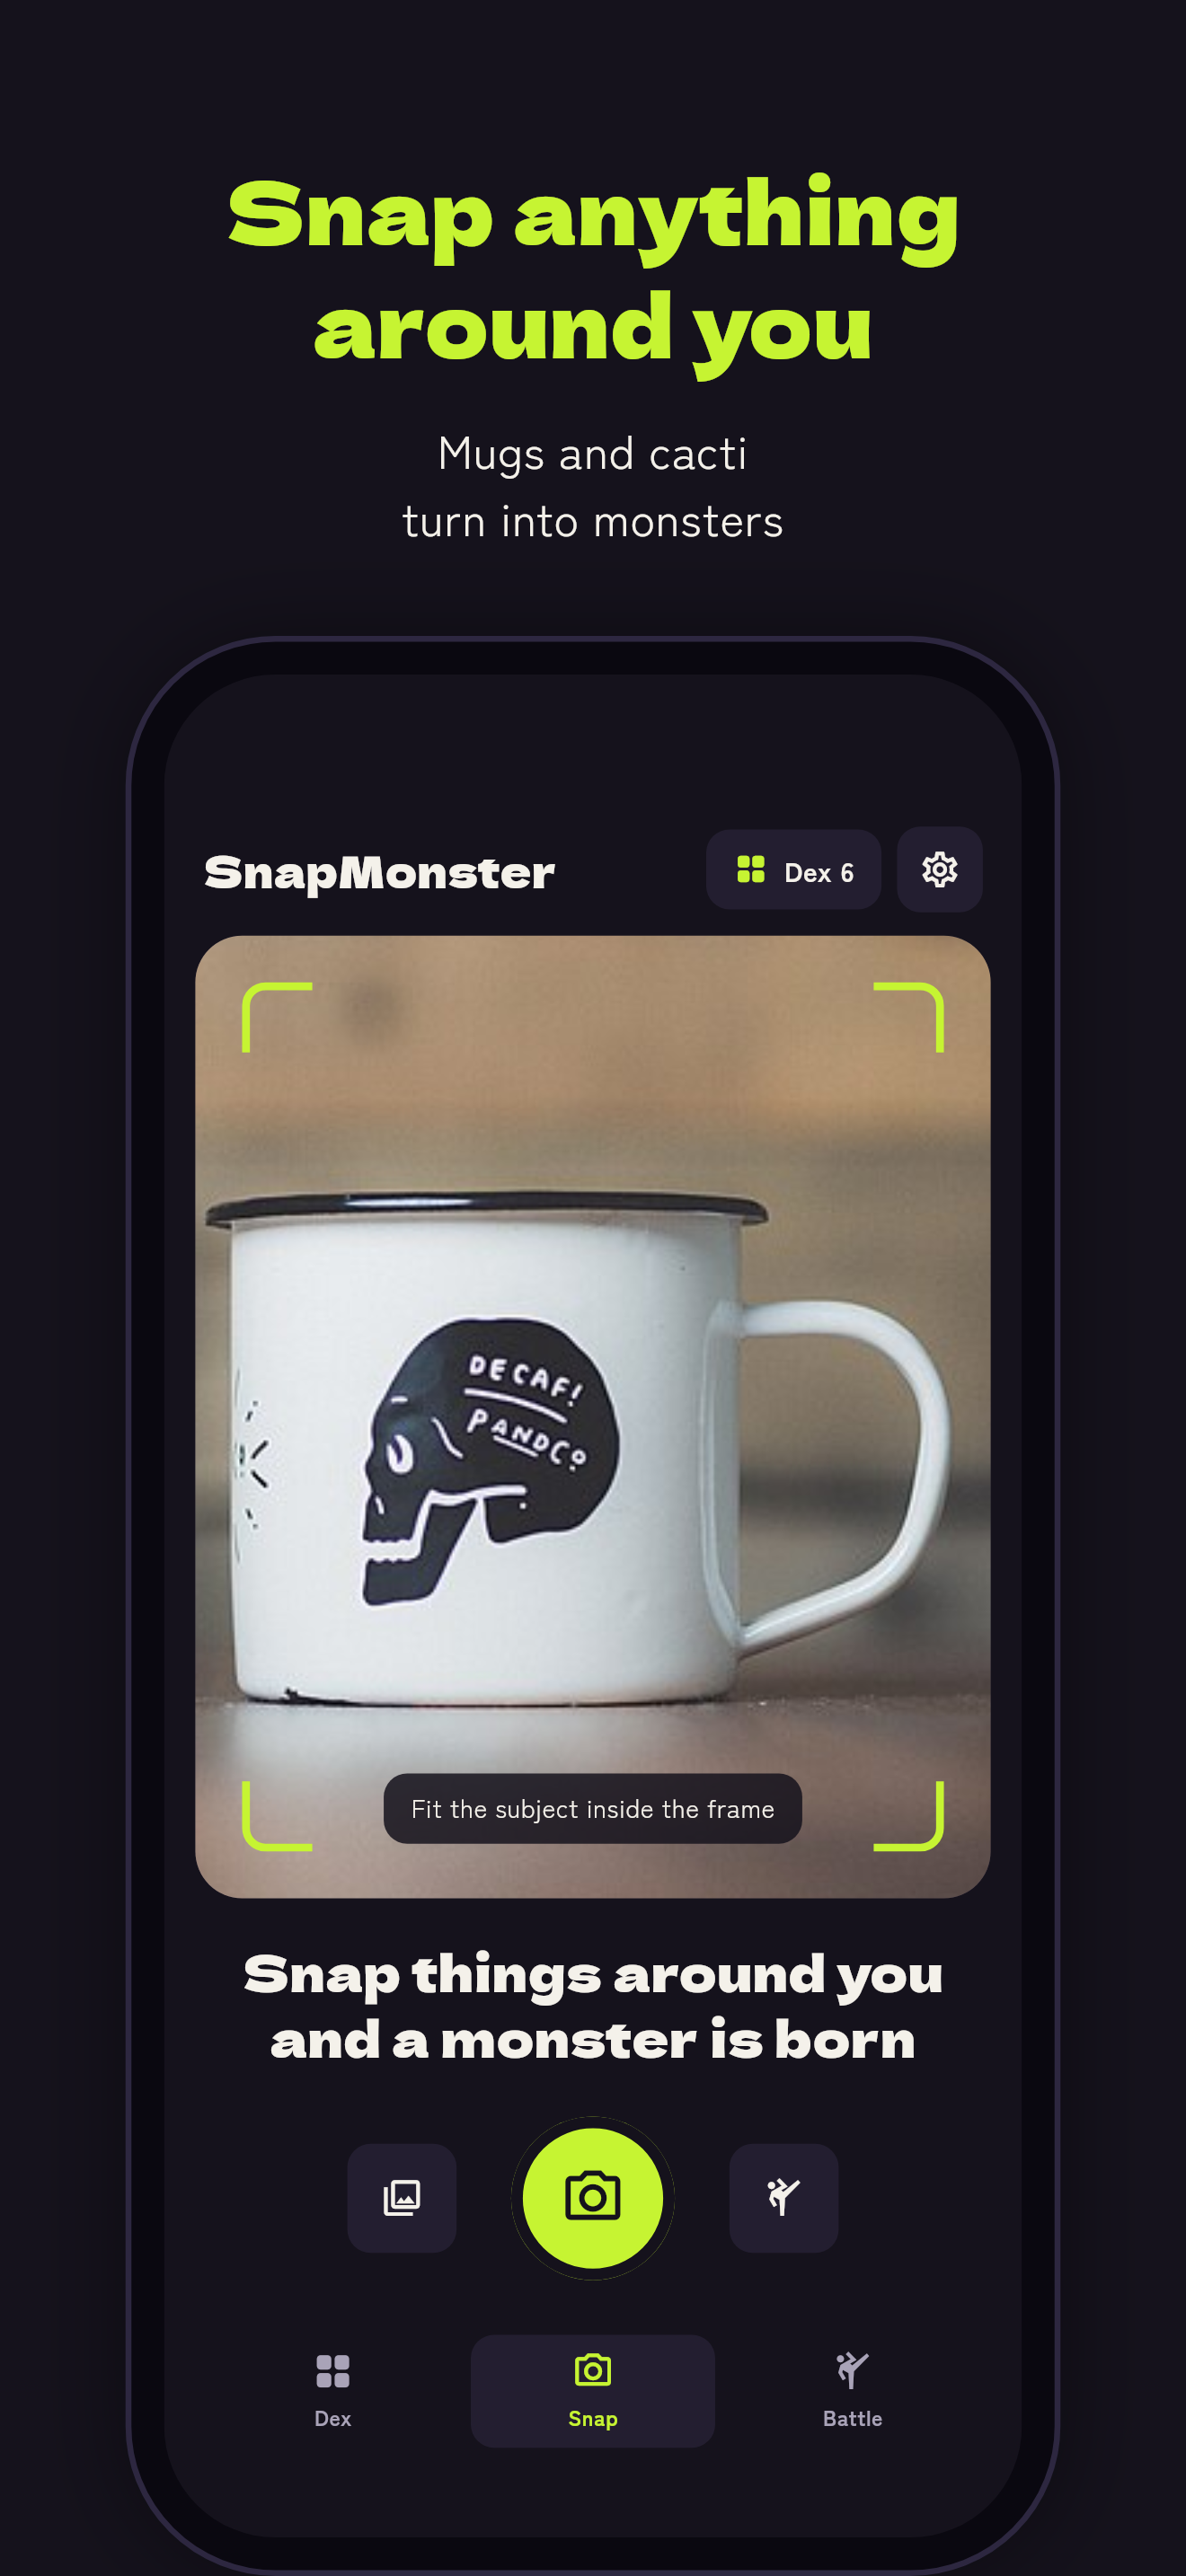 Snap anything
around you
Mugs and cacti
turn into monsters
SnapMonster
Dex 6
DECAF!
PANDCO
Fit the subject inside the frame
Snap things around you
and a monster is born
Dex
Snap
Battle